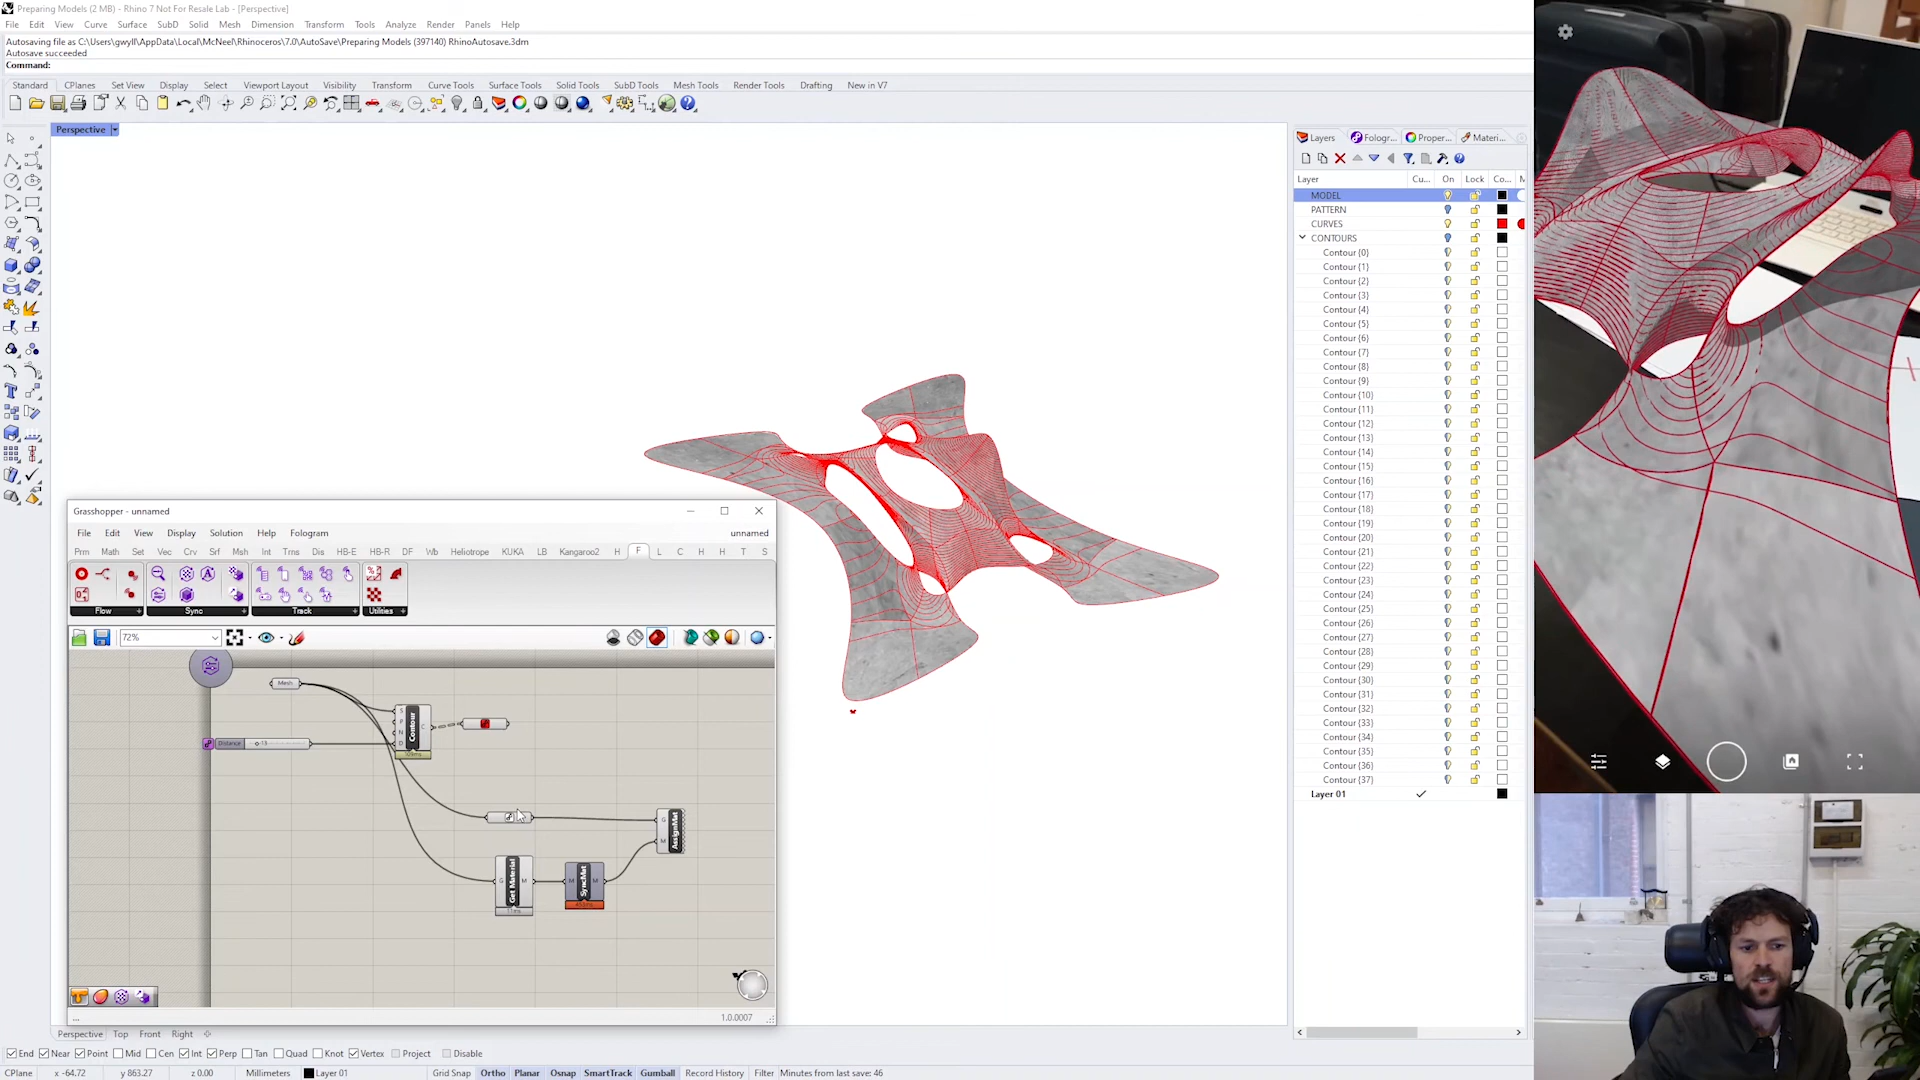 Preparing Models (2 MB) - Rhino 7 Not For Resale Lab - [Perspective]
File Edit View Curve Surface SubD Solid Mesh Dimension Transform Tools Analyze Render Panels Help
Autosaving file as C:\Users\gwyll\AppData\Local\McNeel\Rhinoceros\7.0\AutoSave\Preparing Models (397140) RhinoAutosave.3dm
Autosave succeeded
Command:
Standard CPlanes Set View Display Select Viewport Layout Visibility Transform Curve Tools Surface Tools Solid Tools SubD Tools Mesh Tools Render Tools Drafting New in V7
Perspective
Layers Fologr... Proper... Materi...
Layer Cu... On Lock Co... M
MODEL
PATTERN
CURVES
CONTOURS
Contour {0}
Contour {1}
Contour {2}
Contour {3}
Contour {4}
Contour {5}
Contour {6}
Contour {7}
Contour {8}
Contour {9}
Contour {10}
Contour {11}
Contour {12}
Contour {13}
Contour {14}
Contour {15}
Contour {16}
Contour {17}
Contour {18}
Contour {19}
Contour {20}
Contour {21}
Contour {22}
Contour {23}
Contour {24}
Contour {25}
Contour {26}
Contour {27}
Contour {28}
Contour {29}
Contour {30}
Contour {31}
Contour {32}
Contour {33}
Contour {34}
Contour {35}
Contour {36}
Contour {37}
Layer 01
Grasshopper - unnamed
File Edit View Display Solution Help Fologram unnamed
Prm Math Set Vec Crv Srf Msh Int Trns Dis HB-E HB-R DF Wb Heliotrope KUKA LB Kangaroo2 H F L C H H T S
Flow Sync Track Utilities
72%
Mesh
S P N D Contour C
Distance 13
G M AssignMat
G Get Material M
11ms
M SyncMat M
... 1.0.0007
Perspective Top Front Right
End Near Point Mid Cen Int Perp Tan Quad Knot Vertex Project Disable
CPlane x -64.72 y 863.27 z 0.00 Millimeters Layer 01 Grid Snap Ortho Planar Osnap SmartTrack Gumball Record History Filter Minutes from last save: 46